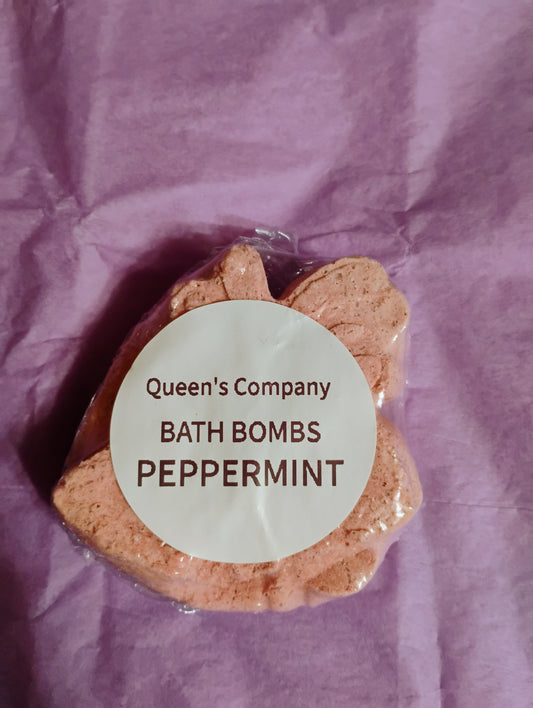 Queen's Company
BATH BOMBS
PEPPERMINT